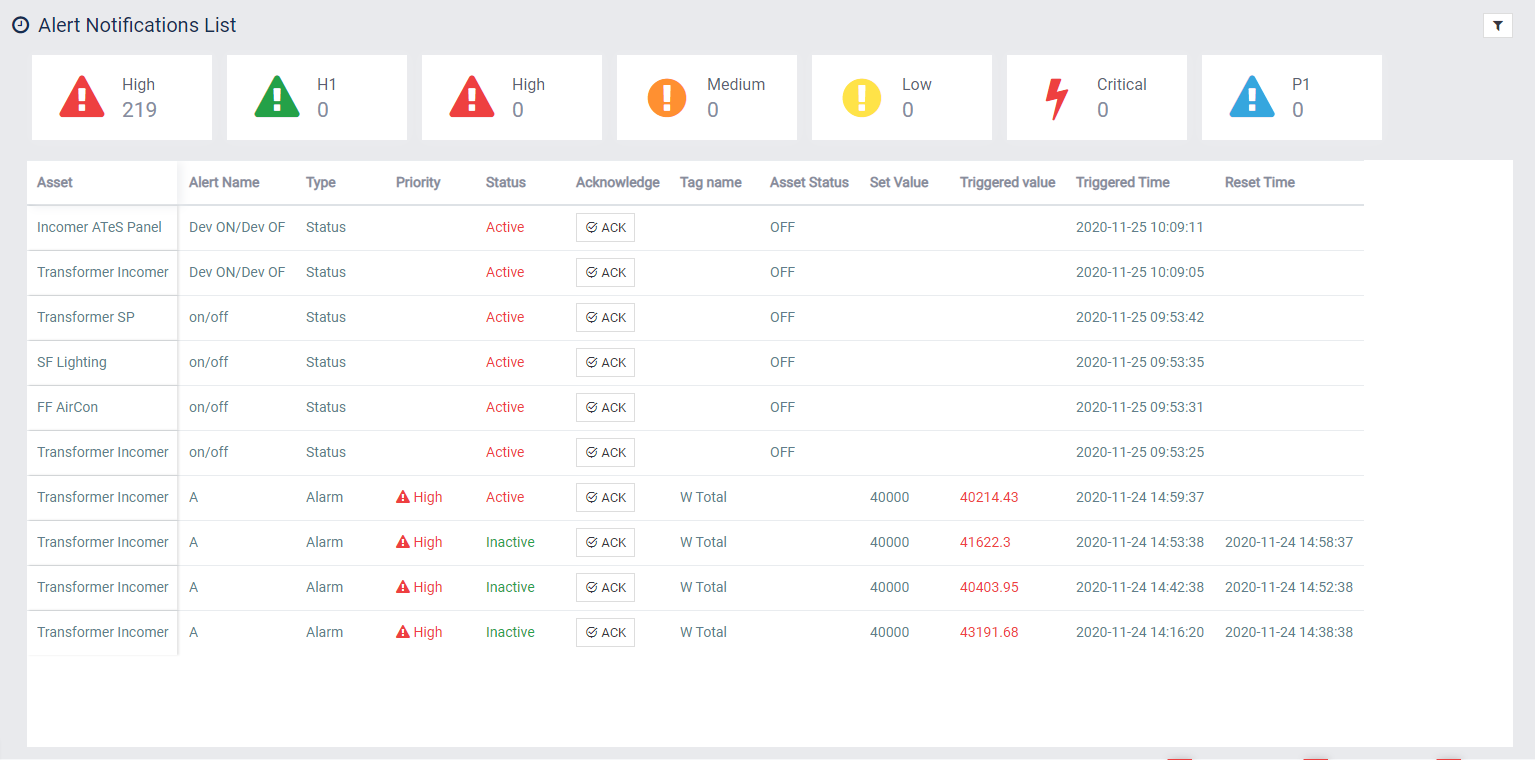 Alert Notifications List
High H1 High Medium Low Critical P1
219 0 0 0 0 0 0
Asset Alert Name Type Priority Status Acknowledge Tag name Asset Status Set Value Triggered value Triggered Time Reset Time
Incomer ATeS Panel Dev ON/Dev OF Status Active ACK OFF 2020-11-25 10:09:11
Transformer Incomer Dev ON/Dev OF Status Active ACK OFF 2020-11-25 10:09:05
Transformer SP on/off Status Active ACK OFF 2020-11-25 09:53:42
SF Lighting on/off Status Active ACK OFF 2020-11-25 09:53:35
FF AirCon on/off Status Active ACK OFF 2020-11-25 09:53:31
Transformer Incomer on/off Status Active ACK OFF 2020-11-25 09:53:25
Transformer Incomer A Alarm High Active ACK W Total 40000 40214.43 2020-11-24 14:59:37
Transformer Incomer A Alarm High Inactive ACK W Total 40000 41622.3 2020-11-24 14:53:38 2020-11-24 14:58:37
Transformer Incomer A Alarm High Inactive ACK W Total 40000 40403.95 2020-11-24 14:42:38 2020-11-24 14:52:38
Transformer Incomer A Alarm High Inactive ACK W Total 40000 43191.68 2020-11-24 14:16:20 2020-11-24 14:38:38